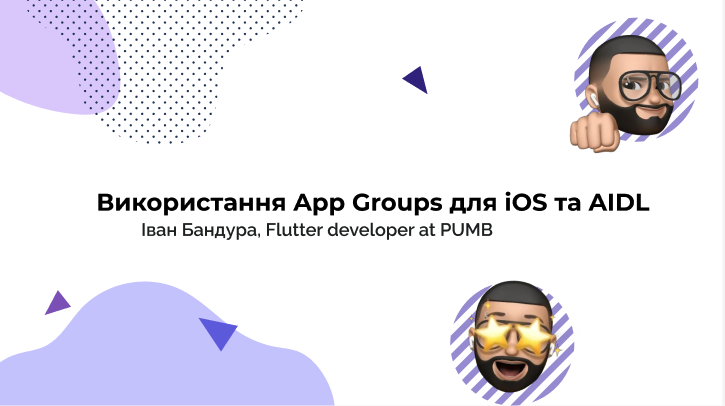 Використання App Groups для iOS та AIDL
Іван Бандура, Flutter developer at PUMB